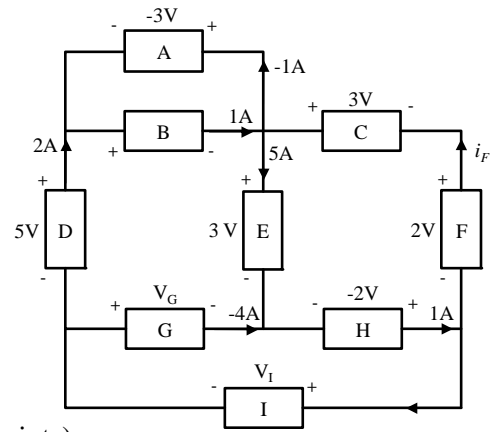 - -3V +
A
-1A
2A + B - 1A + 3V -
C
5A
i_F
+ + +
5V D 3 V E 2V F
- - -
+ V_G - -4A - -2V + 1A
G H
- V_I +
I